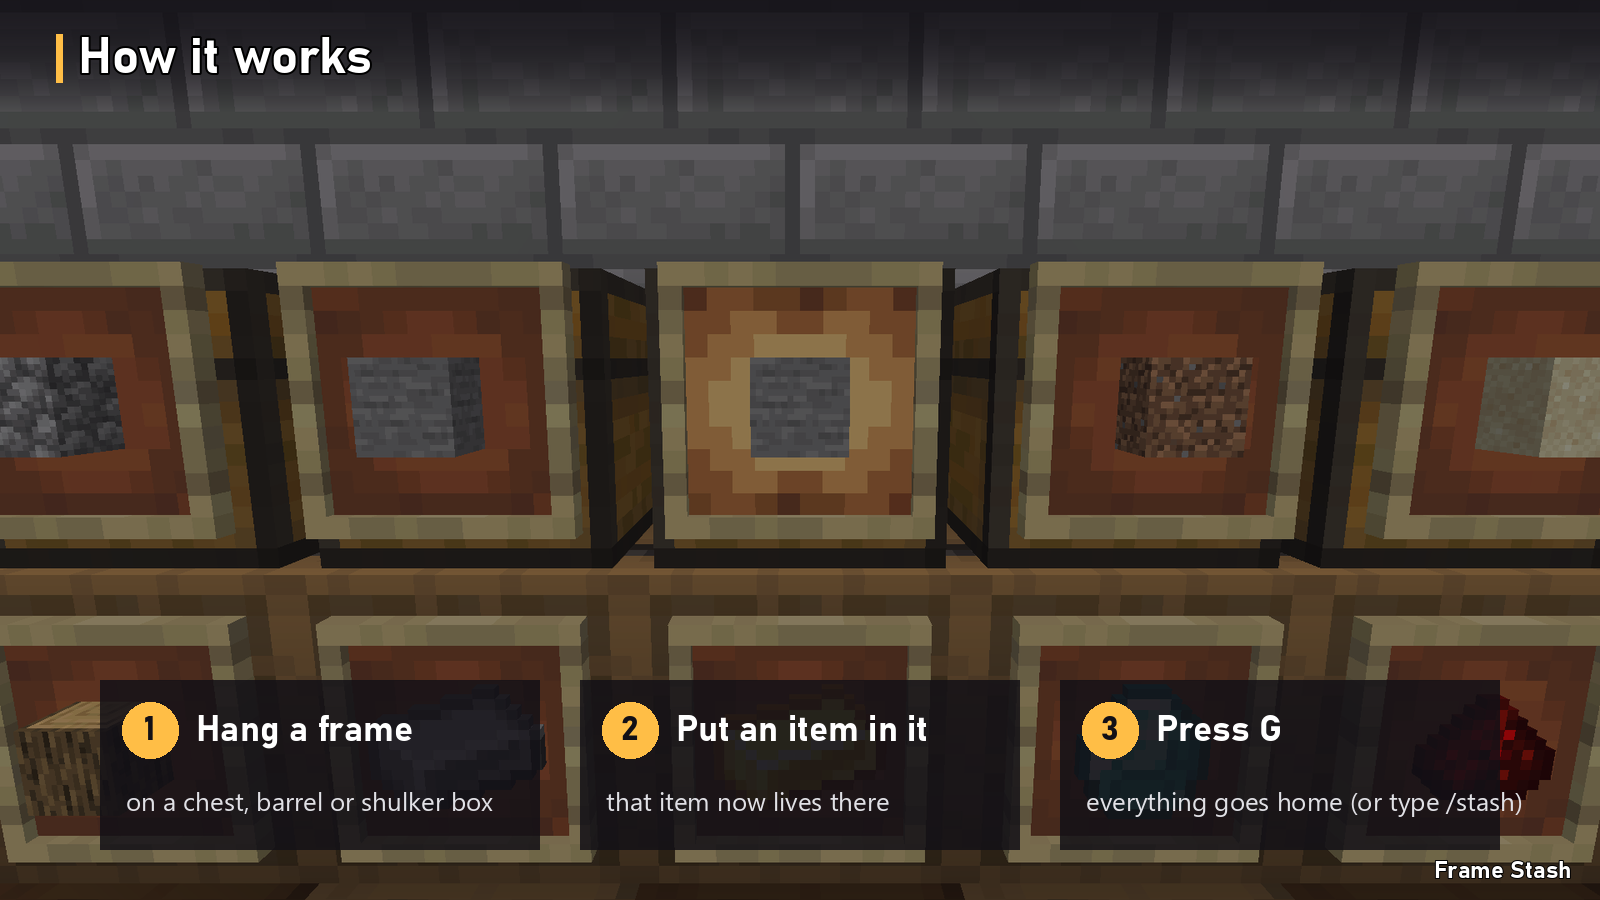 How it works
1 Hang a frame
on a chest, barrel or shulker box
2 Put an item in it
that item now lives there
3 Press G
everything goes home (or type /stash)
Frame Stash